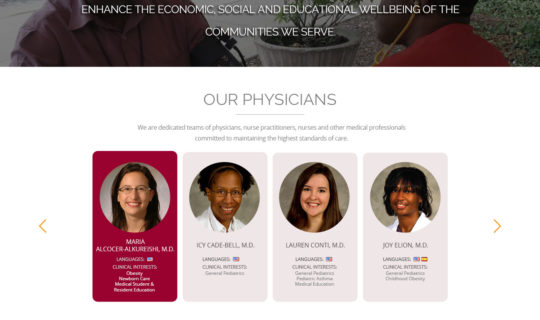 ENHANCE THE ECONOMIC, SOCIAL AND EDUCATIONAL WELLBEING OF THE
COMMUNITIES WE SERVE
OUR PHYSICIANS
We are dedicated teams of physicians, nurse practitioners, nurses and other medical professionals
committed to maintaining the highest standards of care.
MARIA
ALCOCER-ALKUREISHI, M.D.
LANGUAGES:
CLINICAL INTERESTS:
Obesity
Newborn Care
Medical Student &
Resident Education
ICY CADE-BELL, M.D.
LANGUAGES:
CLINICAL INTERESTS:
General Pediatrics
LAUREN CONTI, M.D.
LANGUAGES:
CLINICAL INTERESTS:
General Pediatrics
Pediatric Asthma
Medical Education
JOY ELION, M.D.
LANGUAGES:
CLINICAL INTERESTS:
General Pediatrics
Childhood Obesity